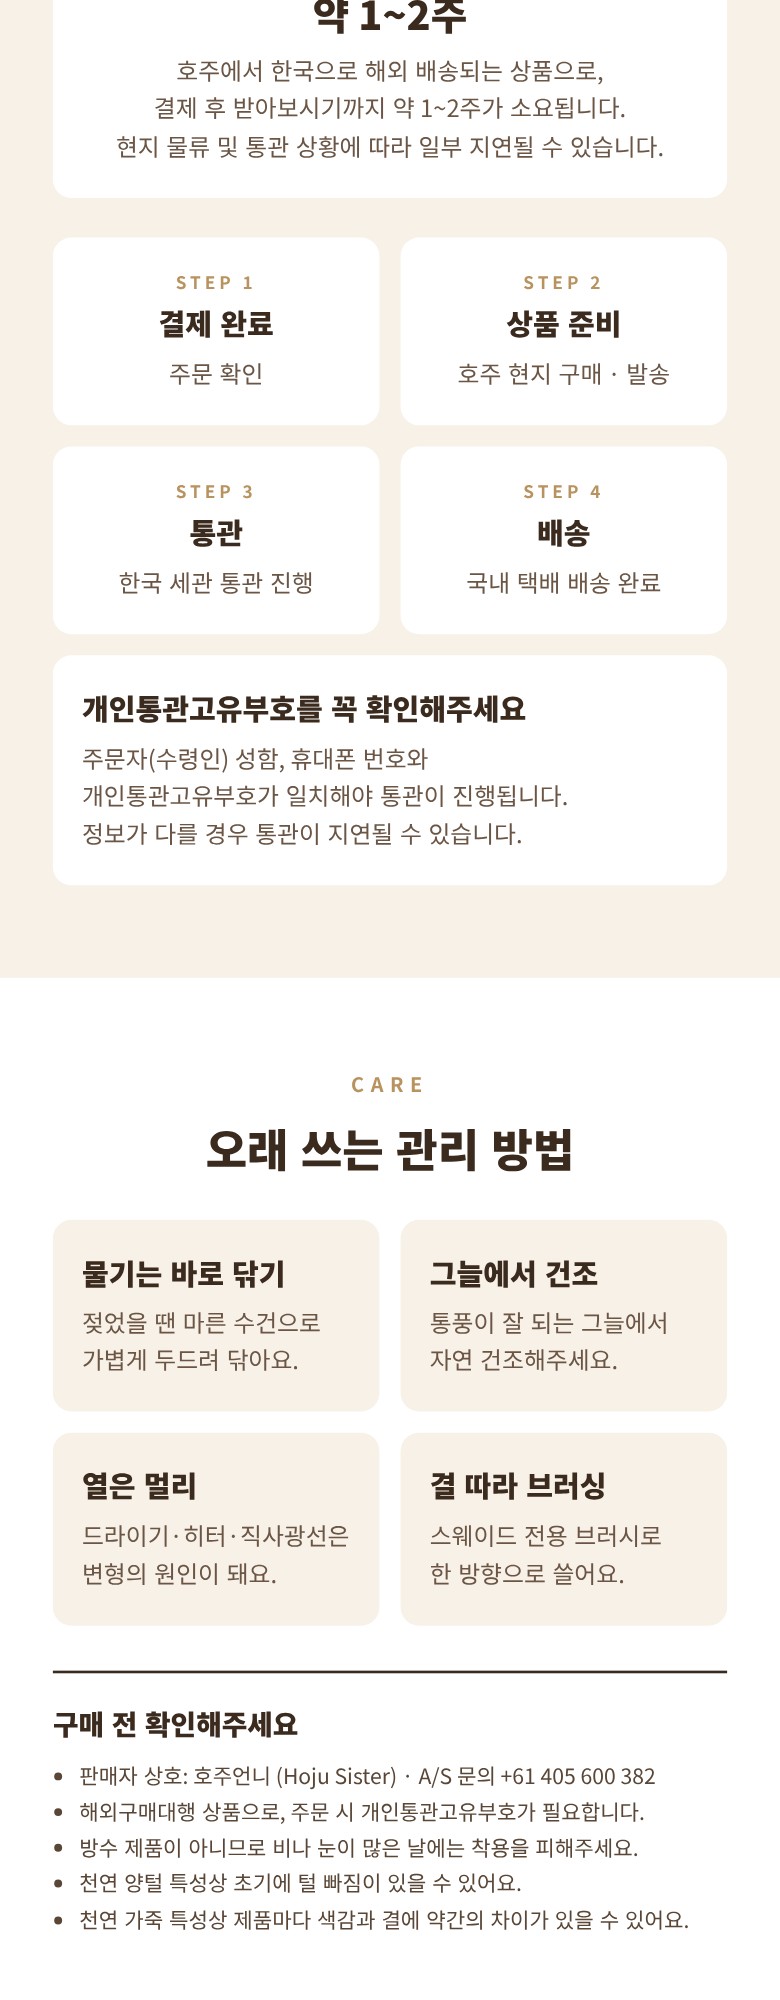 약 1~2주
호주에서 한국으로 해외 배송되는 상품으로,
결제 후 받아보시기까지 약 1~2주가 소요됩니다.
현지 물류 및 통관 상황에 따라 일부 지연될 수 있습니다.
STEP 1
결제 완료
주문 확인
STEP 2
상품 준비
호주 현지 구매 · 발송
STEP 3
통관
한국 세관 통관 진행
STEP 4
배송
국내 택배 배송 완료
개인통관고유부호를 꼭 확인해주세요
주문자(수령인) 성함, 휴대폰 번호와
개인통관고유부호가 일치해야 통관이 진행됩니다.
정보가 다를 경우 통관이 지연될 수 있습니다.
CARE
오래 쓰는 관리 방법
물기는 바로 닦기
젖었을 땐 마른 수건으로
가볍게 두드려 닦아요.
그늘에서 건조
통풍이 잘 되는 그늘에서
자연 건조해주세요.
열은 멀리
드라이기·히터·직사광선은
변형의 원인이 돼요.
결 따라 브러싱
스웨이드 전용 브러시로
한 방향으로 쓸어요.
구매 전 확인해주세요
• 판매자 상호: 호주언니 (Hoju Sister) · A/S 문의 +61 405 600 382
• 해외구매대행 상품으로, 주문 시 개인통관고유부호가 필요합니다.
• 방수 제품이 아니므로 비나 눈이 많은 날에는 착용을 피해주세요.
• 천연 양털 특성상 초기에 털 빠짐이 있을 수 있어요.
• 천연 가죽 특성상 제품마다 색감과 결에 약간의 차이가 있을 수 있어요.